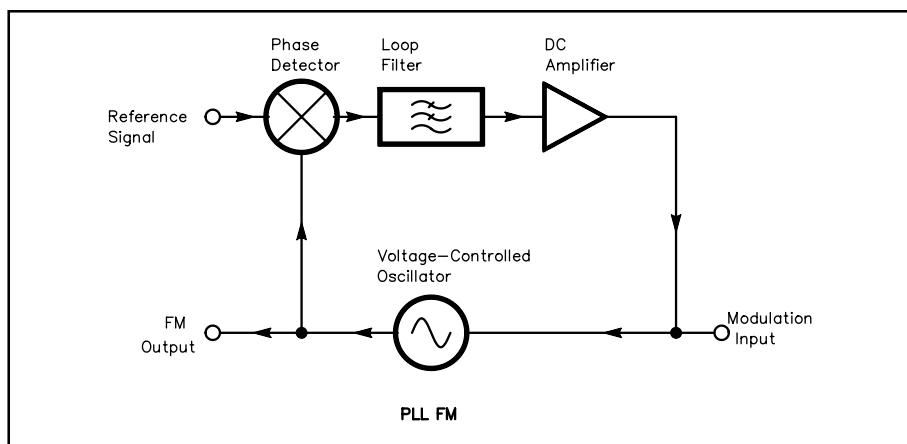 Phase
Detector
Loop
Filter
DC
Amplifier
Reference
Signal
Voltage-Controlled
Oscillator
FM
Output
Modulation
Input
PLL FM